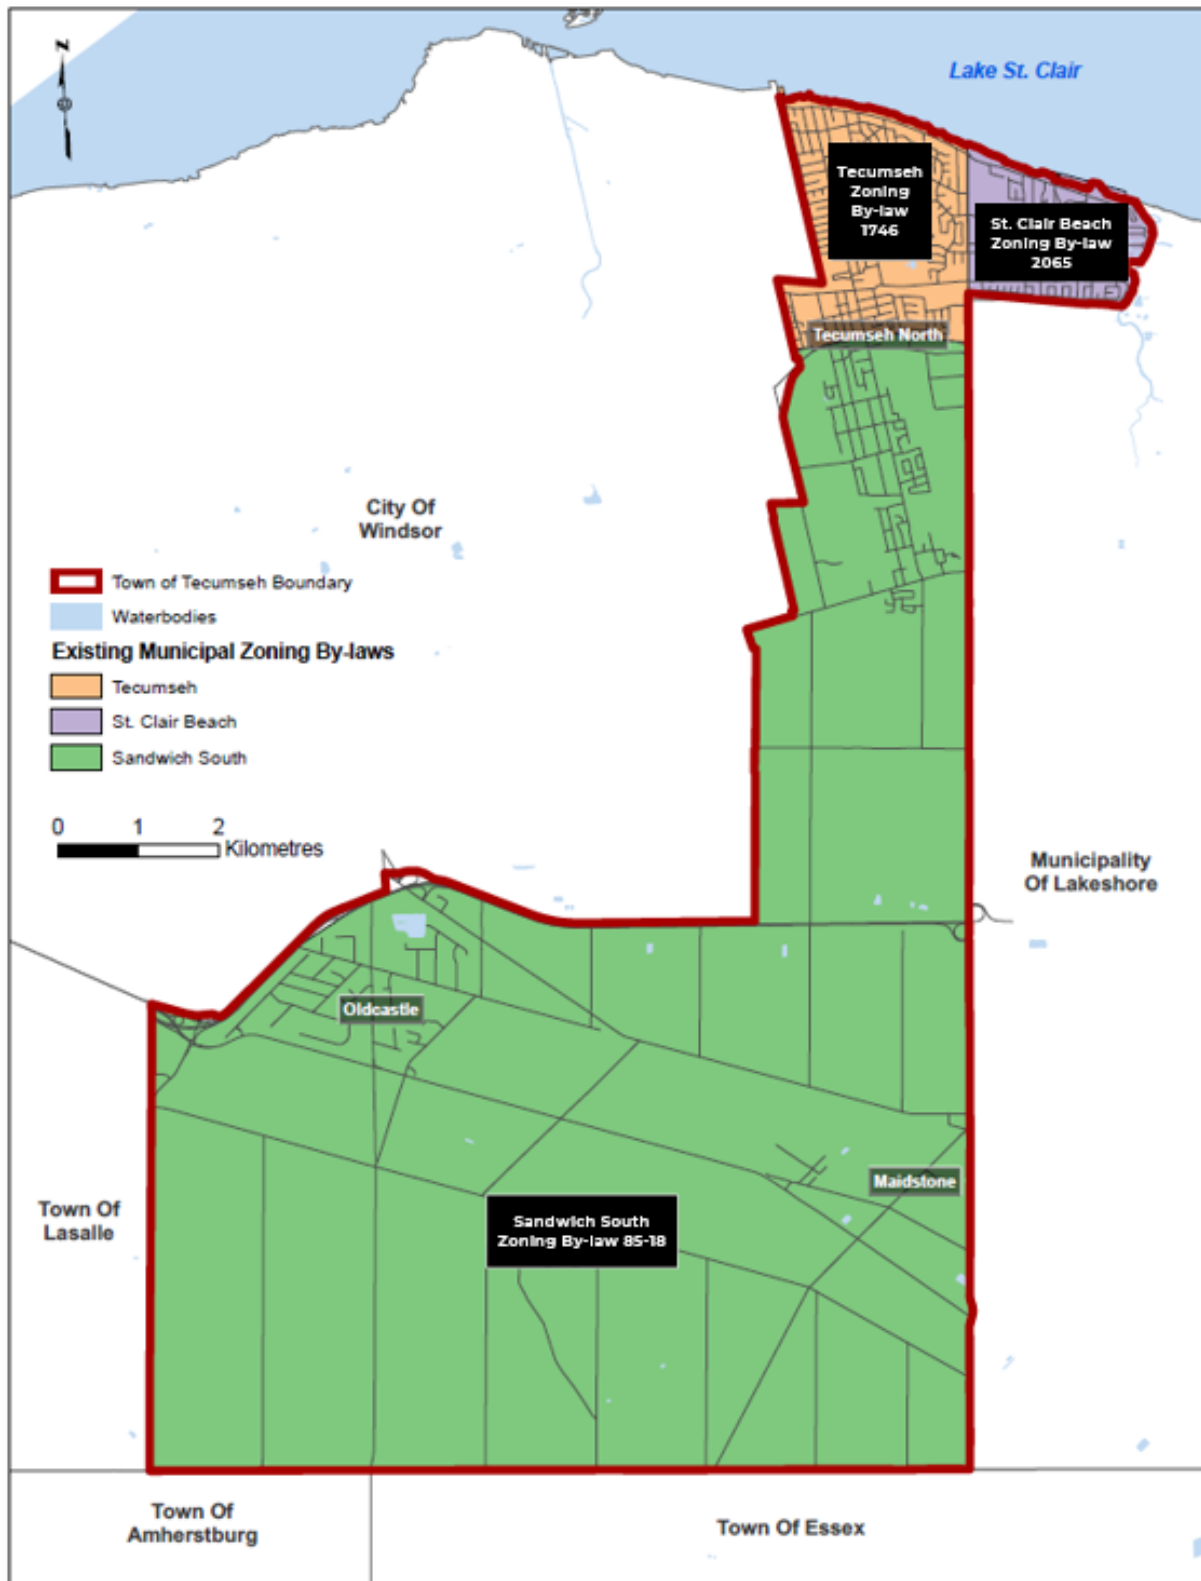 N
Lake St. Clair
Tecumseh
Zoning
By-law
1746
St. Clair Beach
Zoning By-law
2065
Tecumseh North
City Of
Windsor
Town of Tecumseh Boundary
Waterbodies
Existing Municipal Zoning By-laws
Tecumseh
St. Clair Beach
Sandwich South
0 1 2
Kilometres
Municipality
Of Lakeshore
Oldcastle
Maidstone
Town Of
Lasalle
Sandwich South
Zoning By-law 85-18
Town Of
Amherstburg
Town Of Essex